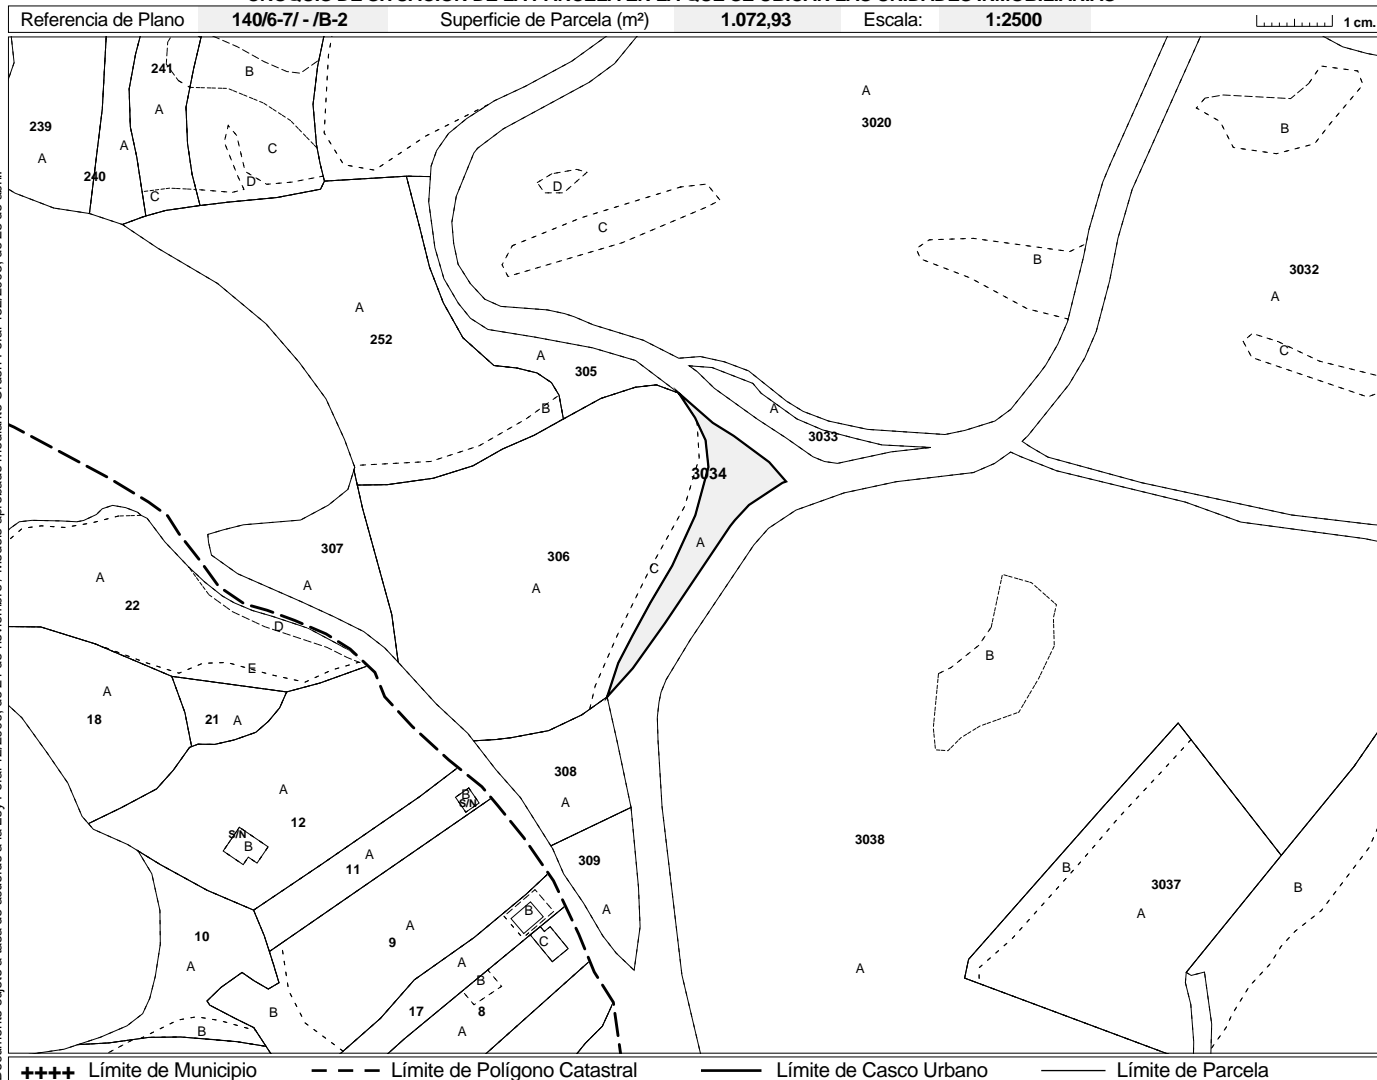 Referencia de Plano 140/6-7/ - /B-2 Superficie de Parcela (m²) 1.072,93 Escala: 1:2500 1 cm.
241
B
A
239
A
A
240
C
D
C
A
3020
B
D
C
B
3032
A
C
A
252
A
305
B
A
3033
3034
A
307
A
306
A
C
A
22
D
E
B
A
18
21
A
A
12
S/N
B
B
S/N
308
A
309
A
A
11
3038
A
B
3037
A
B
10
A
9
A
B
C
A
B
17
8
A
B
B
++++ Límite de Municipio
Límite de Polígono Catastral
Límite de Casco Urbano
Límite de Parcela